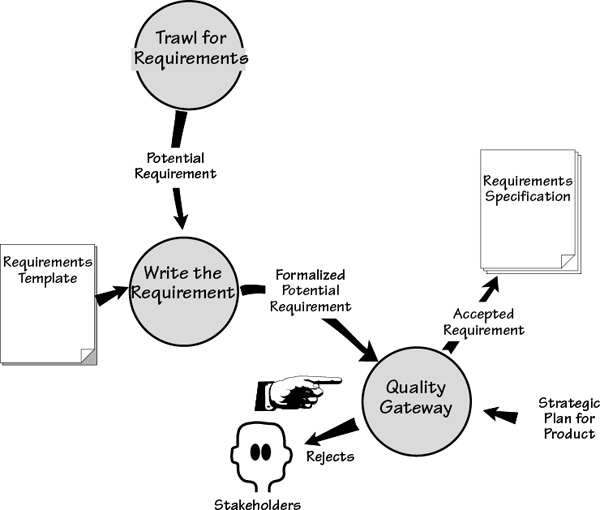 Trawl for
Requirements
Potential
Requirement
Requirements
Specification
Requirements
Template
Write the
Requirement
Formalized
Potential
Requirement
Accepted
Requirement
Quality
Gateway
Strategic
Plan for
Product
Rejects
Stakeholders